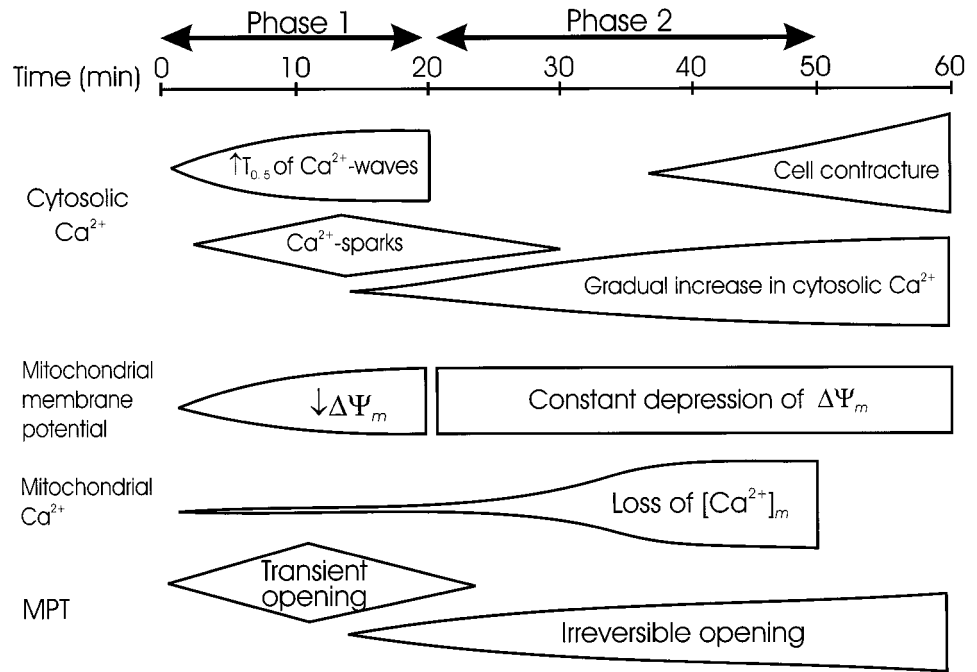 Phase 1
Phase 2
Time (min)
0
10
20
30
40
50
60
Cytosolic
Ca²⁺
↑T₀.₅ of Ca²⁺-waves
Cell contracture
Ca²⁺-sparks
Gradual increase in cytosolic Ca²⁺
Mitochondrial
membrane
potential
↓ΔΨₘ
Constant depression of ΔΨₘ
Mitochondrial
Ca²⁺
Loss of [Ca²⁺]ₘ
MPT
Transient
opening
Irreversible opening